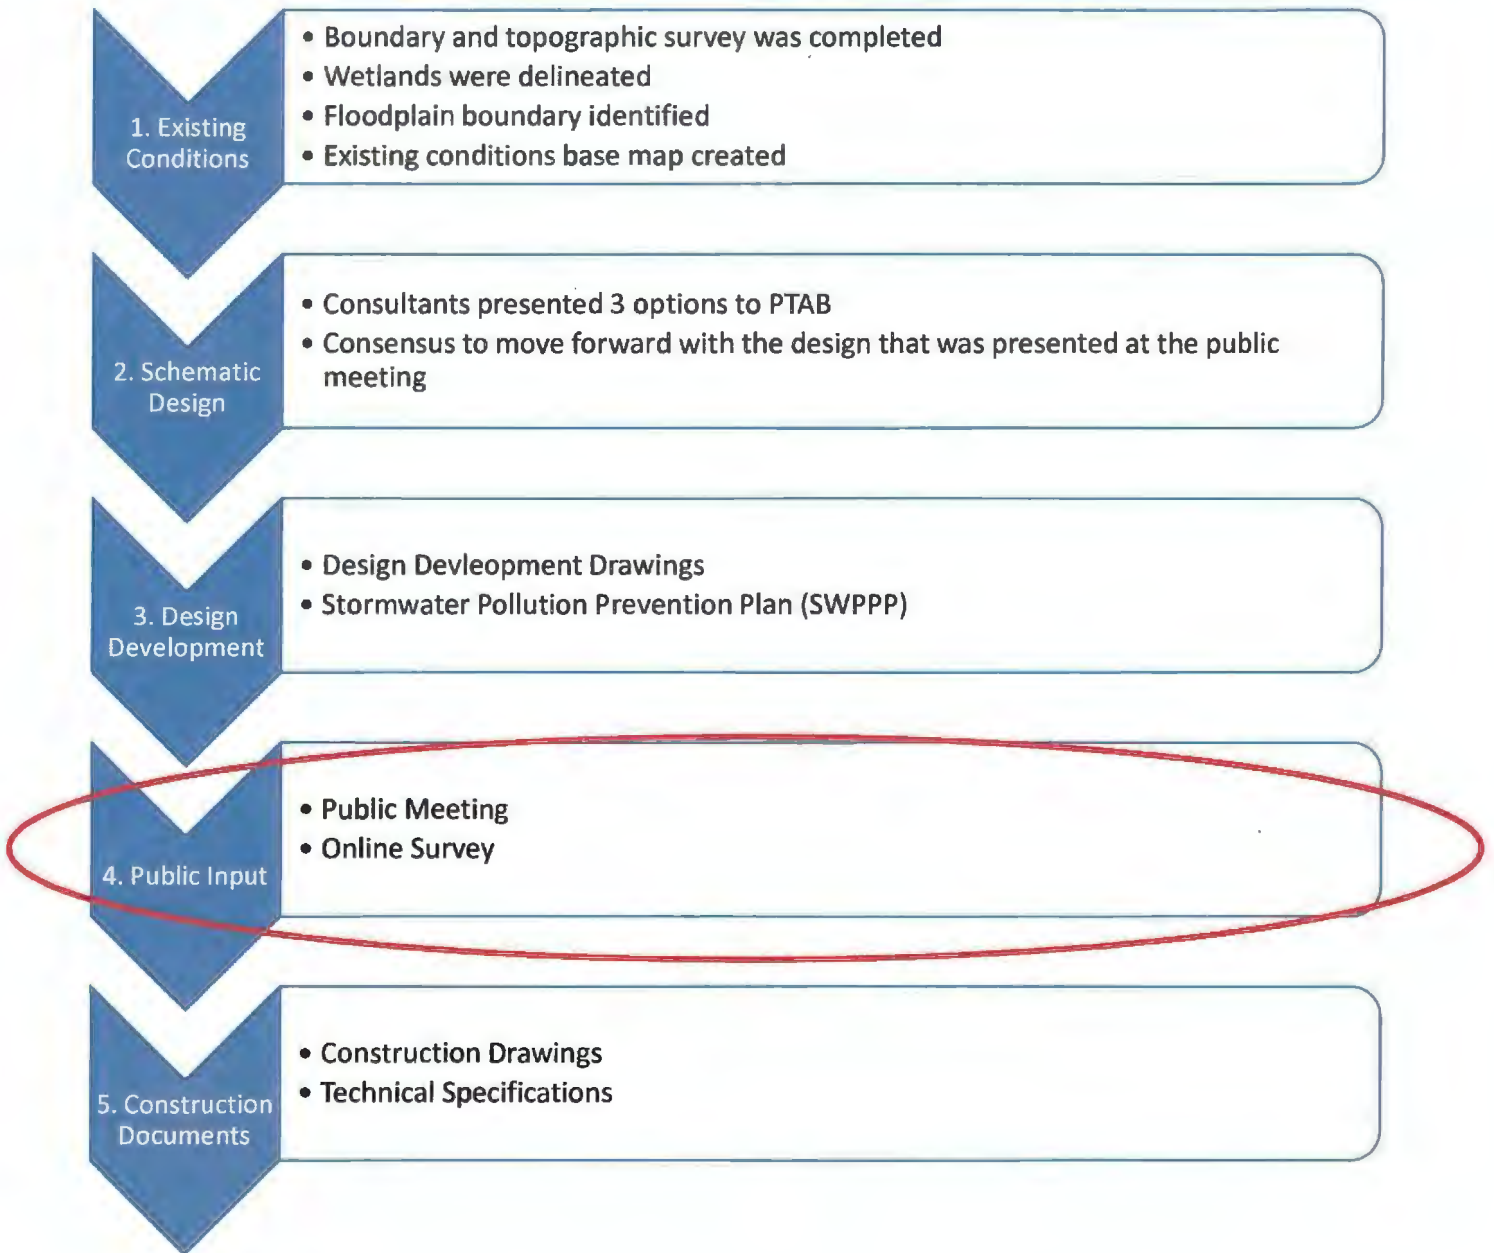 1. Existing
Conditions
• Boundary and topographic survey was completed
• Wetlands were delineated
• Floodplain boundary identified
• Existing conditions base map created
2. Schematic
Design
• Consultants presented 3 options to PTAB
• Consensus to move forward with the design that was presented at the public
meeting
3. Design
Development
• Design Devleopment Drawings
• Stormwater Pollution Prevention Plan (SWPPP)
4. Public Input
• Public Meeting
• Online Survey
5. Construction
Documents
• Construction Drawings
• Technical Specifications